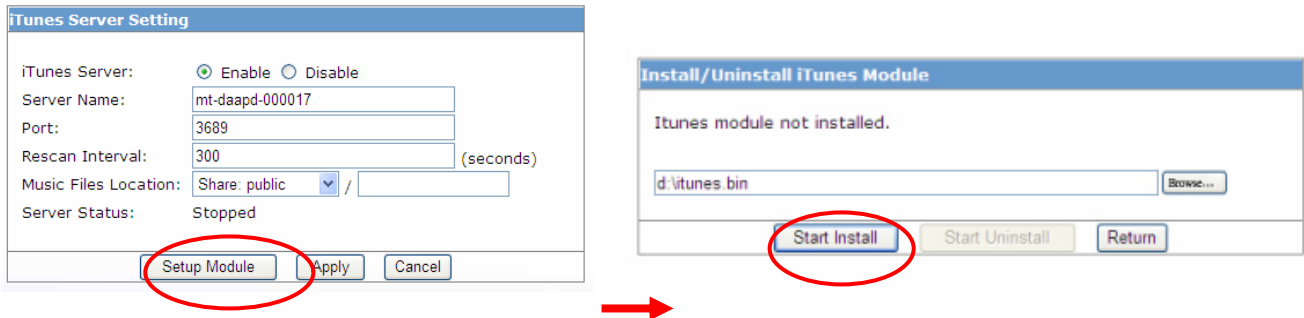 iTunes Server Setting
iTunes Server: Enable Disable
Server Name: mt-daapd-000017
Port: 3689
Rescan Interval: 300 (seconds)
Music Files Location: Share: public /
Server Status: Stopped
Setup Module Apply Cancel
Install/Uninstall iTunes Module
Itunes module not installed.
d:\itunes.bin Browse...
Start Install Start Uninstall Return